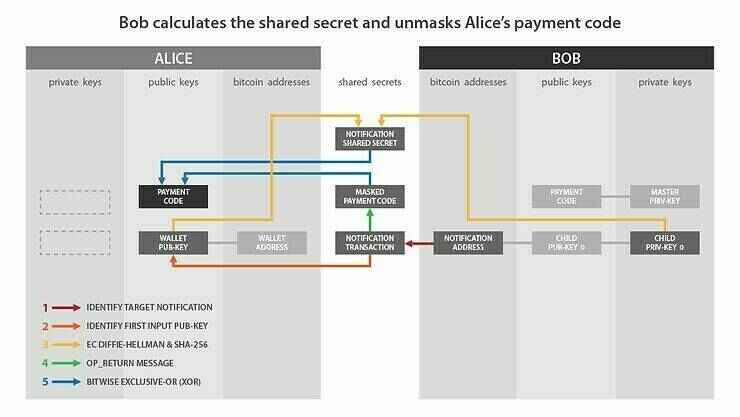 Bob calculates the shared secret and unmasks Alice's payment code
ALICE
BOB
private keys
public keys
bitcoin addresses
shared secrets
bitcoin addresses
public keys
private keys
NOTIFICATION
SHARED SECRET
PAYMENT
CODE
MASKED
PAYMENT CODE
PAYMENT
CODE
MASTER
PRIV-KEY
WALLET
PUB-KEY
WALLET
ADDRESS
NOTIFICATION
TRANSACTION
NOTIFICATION
ADDRESS
CHILD
PUB-KEY 0
CHILD
PRIV-KEY 0
1 IDENTIFY TARGET NOTIFICATION
2 IDENTIFY FIRST INPUT PUB-KEY
3 EC DIFFIE-HELLMAN & SHA-256
4 OP_RETURN MESSAGE
5 BITWISE EXCLUSIVE-OR (XOR)